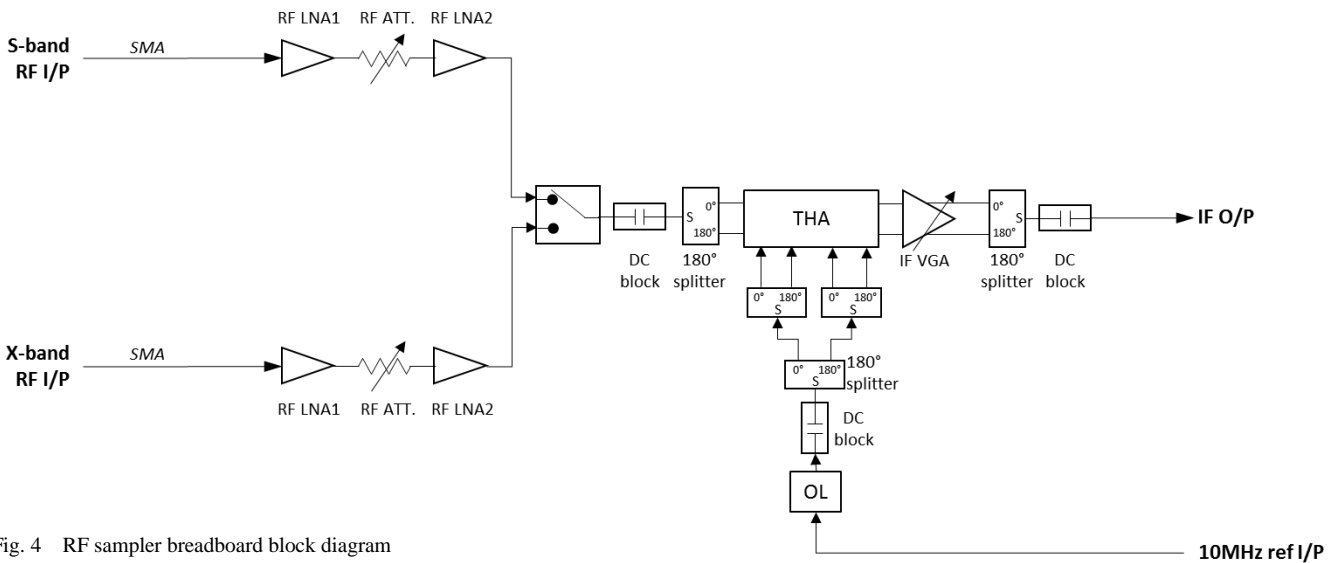 RF LNA1 RF ATT. RF LNA2
S-band
RF I/P
SMA
S
0°
180°
THA
0°
S
180°
IF O/P
DC
block
180°
splitter
IF VGA
180°
splitter
DC
block
0° 180°
S
0° 180°
S
X-band
RF I/P
SMA
0° 180°
S
180°
splitter
RF LNA1 RF ATT. RF LNA2
DC
block
OL
Fig. 4 RF sampler breadboard block diagram
10MHz ref I/P